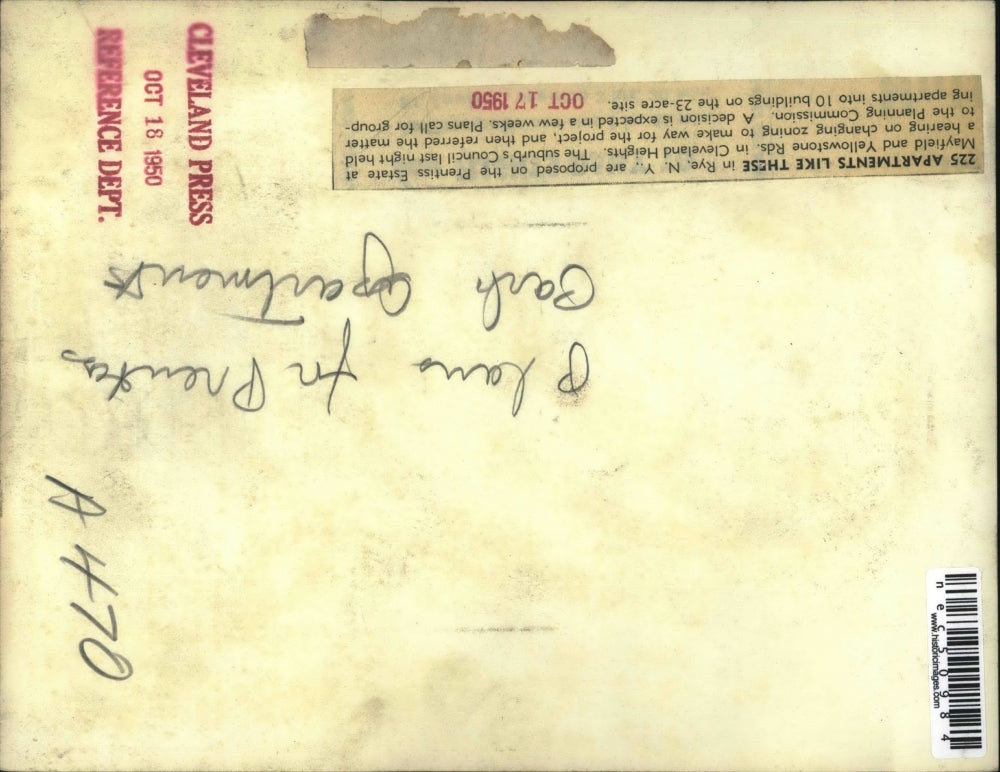 CLEVELAND PRESS
OCT 18 1950
REFERENCE DEPT.
225 APARTMENTS LIKE THESE in Rye, N. Y., are proposed on the Prentiss Estate at
Mayfield and Yellowstone Rds. in Cleveland Heights. The suburb's Council last night held
a hearing on changing zoning to make way for the project, and then referred the matter
to the Planning Commission. A decision is expected in a few weeks. Plans call for group-
ing apartments into 10 buildings on the 23-acre site.
OCT 17 1950
Plans for
Park Apartments
A 470
nec50984
www.historicimages.com